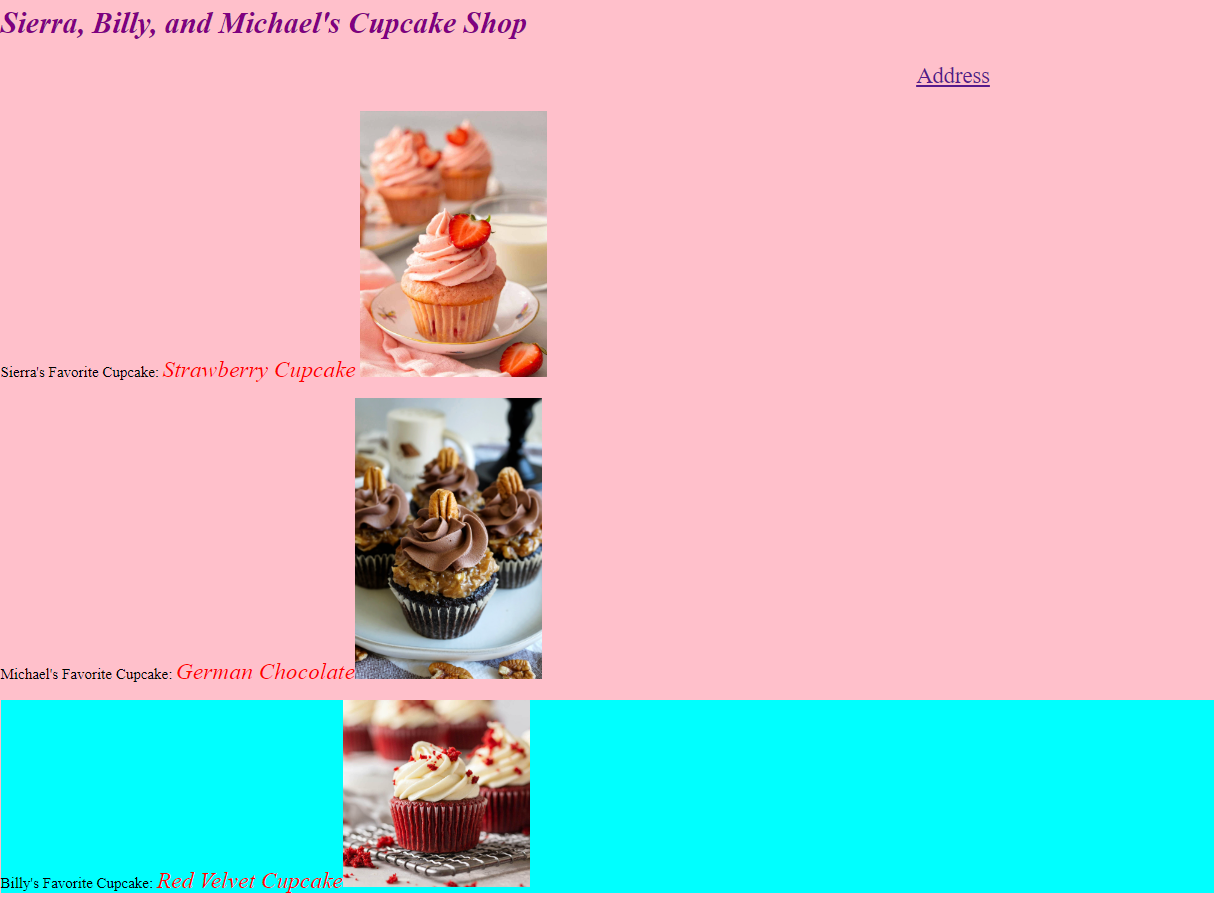 Sierra, Billy, and Michael's Cupcake Shop
Address
Sierra's Favorite Cupcake: Strawberry Cupcake
Michael's Favorite Cupcake: German Chocolate
Billy's Favorite Cupcake: Red Velvet Cupcake